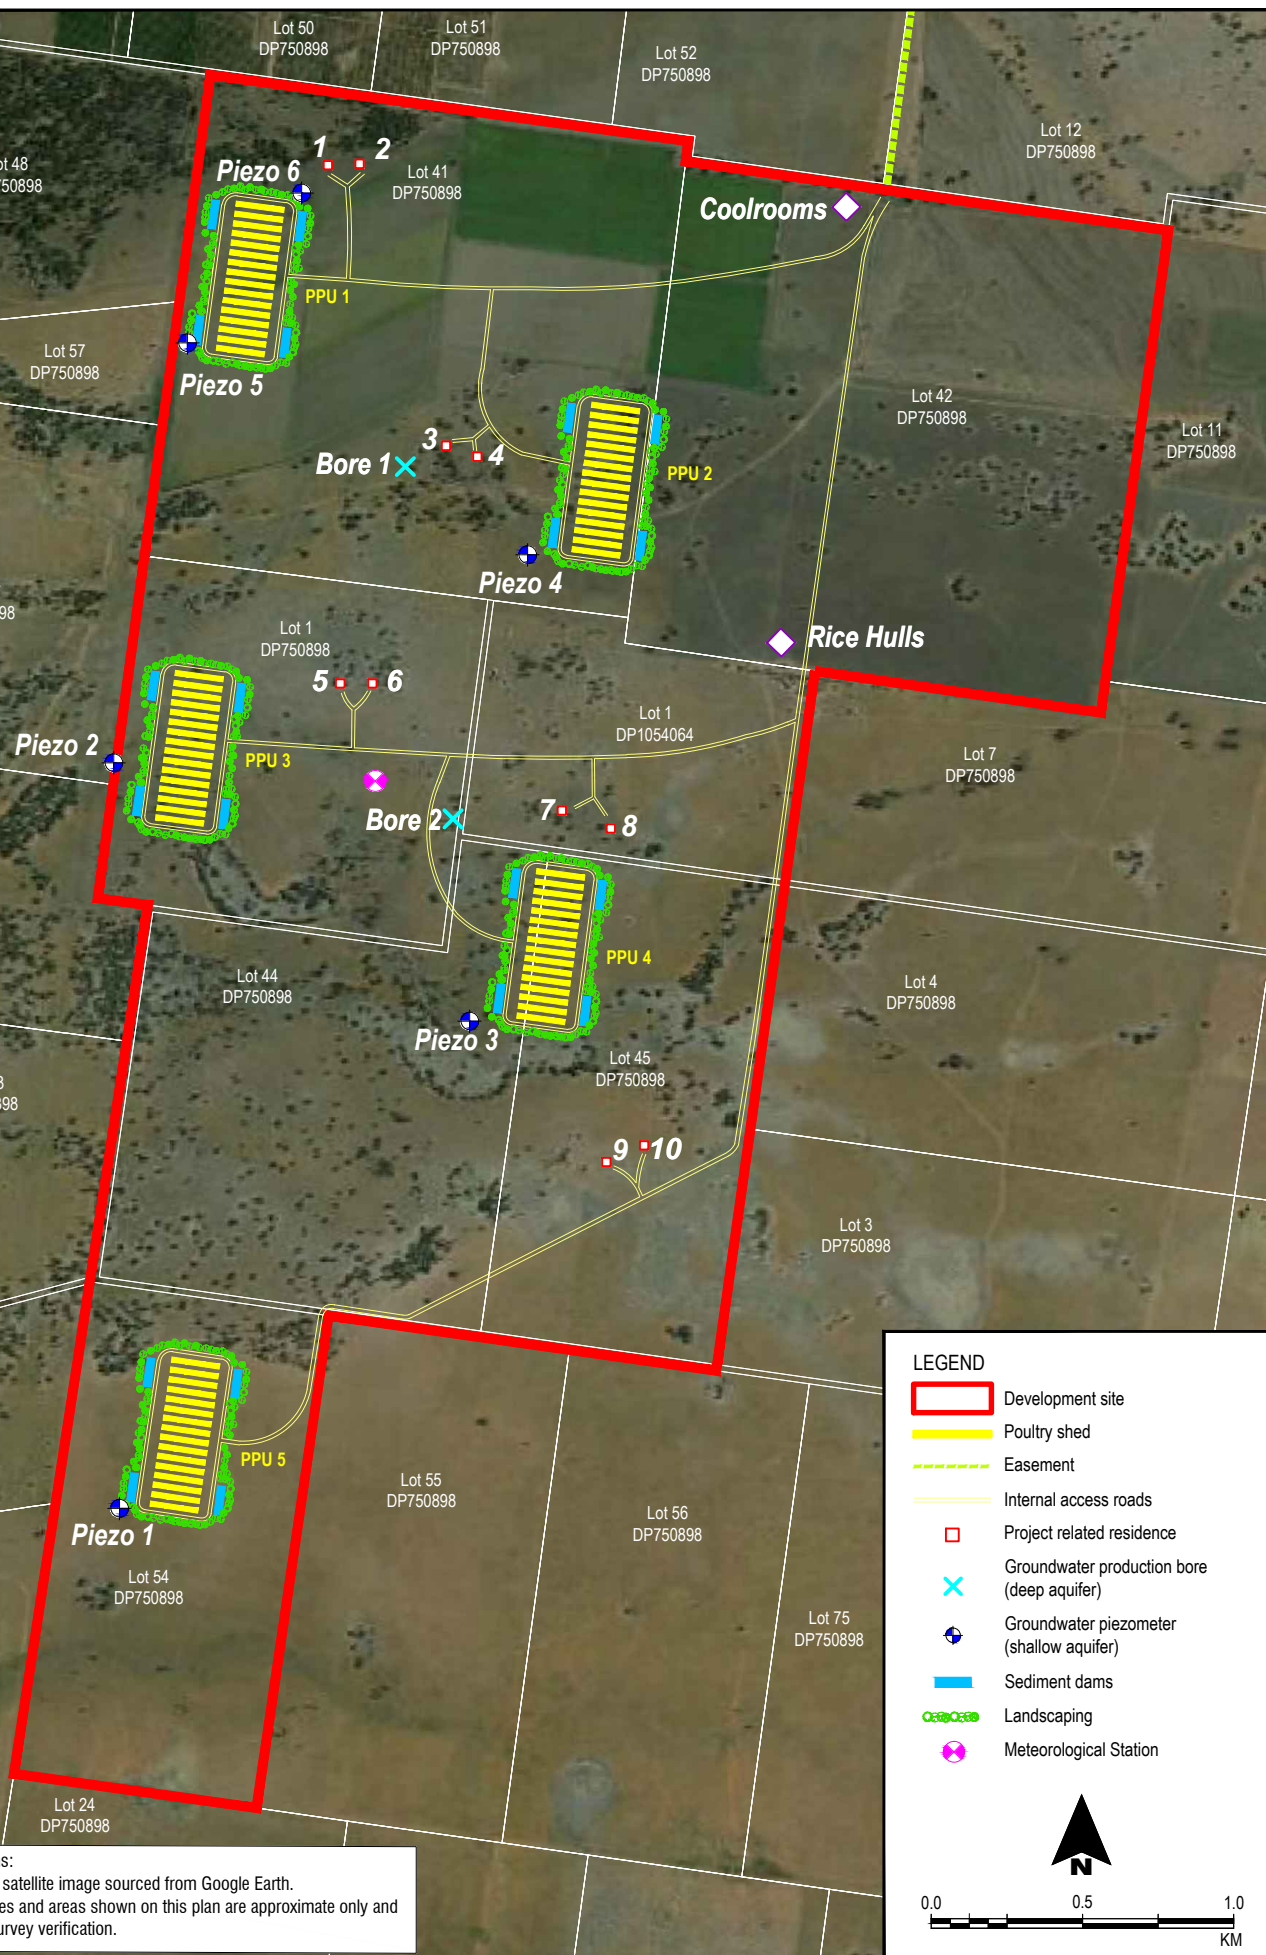 Lot 50
DP750898
Lot 51
DP750898
Lot 52
DP750898
Lot 12
DP750898
ot 48
750898
1
2
Piezo 6
Lot 41
DP750898
Coolrooms
PPU 1
Lot 57
DP750898
Piezo 5
Lot 42
DP750898
Lot 11
DP750898
3
4
Bore 1
PPU 2
Piezo 4
98
Lot 1
DP750898
Rice Hulls
5
6
Lot 1
DP1054064
Piezo 2
PPU 3
Lot 7
DP750898
Bore 2
7
8
PPU 4
Lot 44
DP750898
Lot 4
DP750898
Piezo 3
Lot 45
DP750898
898
9
10
Lot 3
DP750898
PPU 5
Lot 55
DP750898
Lot 56
DP750898
Piezo 1
Lot 54
DP750898
Lot 75
DP750898
Lot 24
DP750898
LEGEND
Development site
Poultry shed
Easement
Internal access roads
Project related residence
Groundwater production bore
(deep aquifer)
Groundwater piezometer
(shallow aquifer)
Sediment dams
Landscaping
Meteorological Station
N
0.0 0.5 1.0
KM
s:
satellite image sourced from Google Earth.
es and areas shown on this plan are approximate only and
urvey verification.